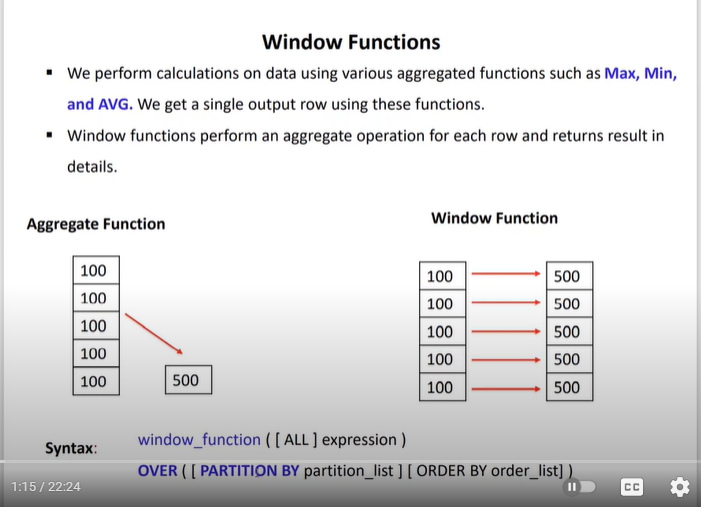 Window Functions
▪ We perform calculations on data using various aggregated functions such as Max, Min,
and AVG. We get a single output row using these functions.
▪ Window functions perform an aggregate operation for each row and returns result in
details.
Aggregate Function
100
100
100
100
100
500
Window Function
100 500
100 500
100 500
100 500
100 500
Syntax:
window_function ( [ ALL ] expression )
OVER ( [ PARTITION BY partition_list ] [ ORDER BY order_list] )
1:15 / 22:24
CC